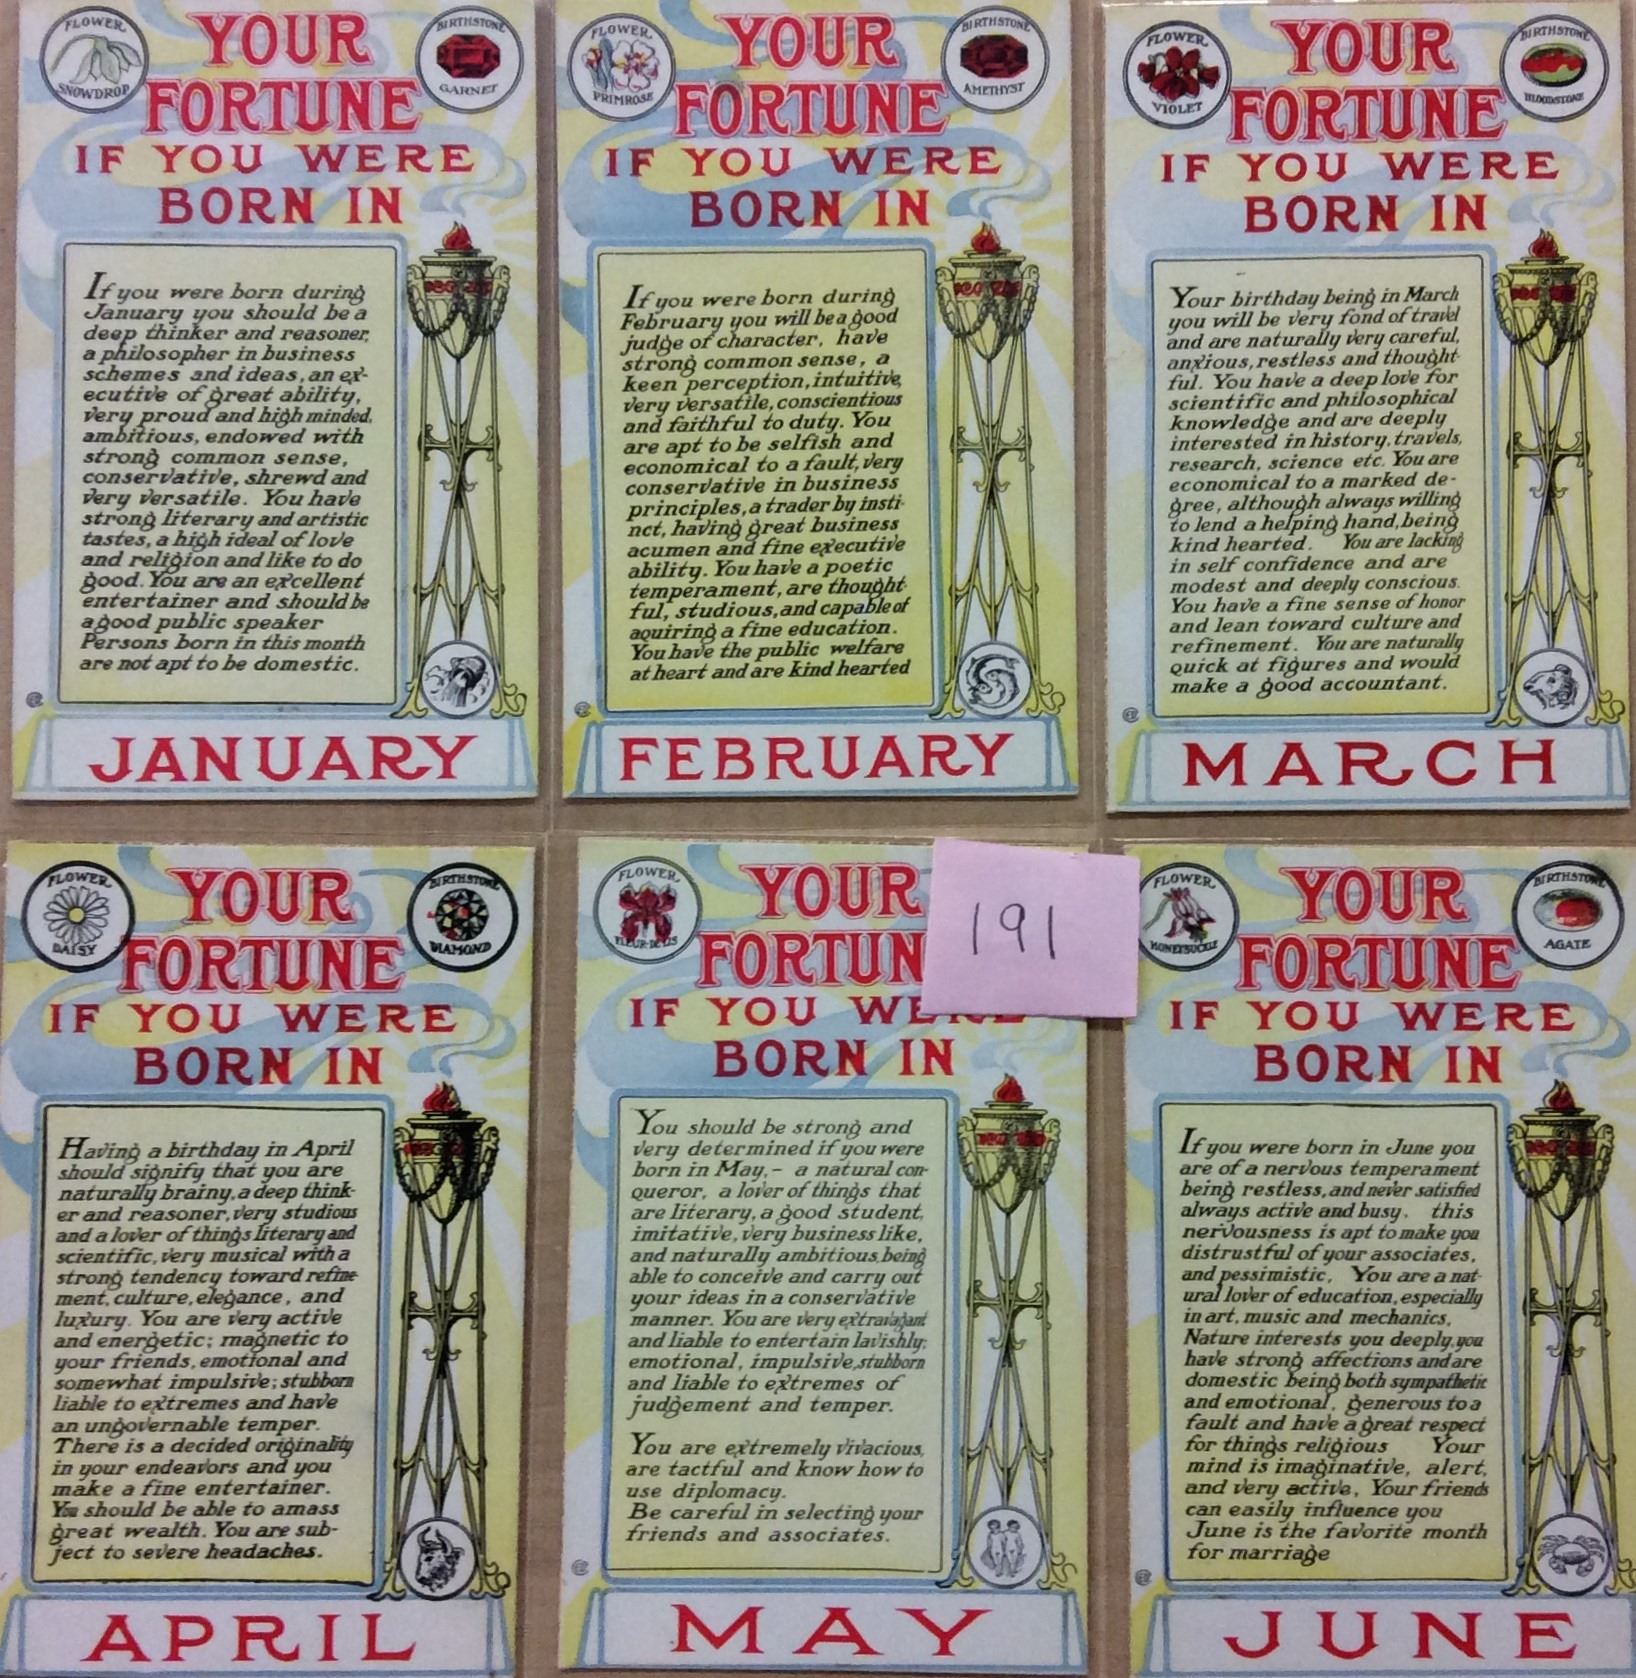 FLOWER
SNOWDROP
YOUR
FORTUNE
IF YOU WERE
BORN IN
BIRTHSTONE
GARNET
If you were born during
January you should be a
deep thinker and reasoner,
a philosopher in business
schemes and ideas, an ex-
ecutive of great ability,
very proud and high minded,
ambitious, endowed with
strong common sense,
conservative, shrewd and
very versatile. You have
strong literary and artistic
tastes, a high ideal of love
and religion and like to do
good. You are an excellent
entertainer and should be
a good public speaker
Persons born in this month
are not apt to be domestic.
JANUARY
FLOWER
PRIMROSE
YOUR
FORTUNE
IF YOU WERE
BORN IN
BIRTHSTONE
AMETHYST
If you were born during
February you will be a good
judge of character, have
strong common sense, a
keen perception, intuitive,
very versatile, conscientious
and faithful to duty. You
are apt to be selfish and
economical to a fault, very
conservative in business
principles, a trader by insti-
nct, having great business
acumen and fine executive
ability. You have a poetic
temperament, are thought-
ful, studious, and capable of
aquiring a fine education.
You have the public welfare
at heart and are kind hearted
FEBRUARY
FLOWER
VIOLET
YOUR
FORTUNE
IF YOU WERE
BORN IN
BIRTHSTONE
BLOODSTONE
Your birthday being in March
you will be very fond of travel
and are naturally very careful,
anxious, restless and thought-
ful. You have a deep love for
scientific and philosophical
knowledge and are deeply
interested in history, travels,
research, science etc. You are
economical to a marked de-
gree, although always willing
to lend a helping hand, being
kind hearted. You are lacking
in self confidence and are
modest and deeply conscious.
You have a fine sense of honor
and lean toward culture and
refinement. You are naturally
quick at figures and would
make a good accountant.
MARCH
FLOWER
DAISY
YOUR
FORTUNE
IF YOU WERE
BORN IN
BIRTHSTONE
DIAMOND
Having a birthday in April
should signify that you are
naturally brainy, a deep think-
er and reasoner, very studious
and a lover of things literary and
scientific, very musical with a
strong tendency toward refine-
ment, culture, elegance, and
luxury. You are very active
and energetic; magnetic to
your friends, emotional and
somewhat impulsive; stubborn
liable to extremes and have
an ungovernable temper.
There is a decided originality
in your endeavors and you
make a fine entertainer.
You should be able to amass
great wealth. You are sub-
ject to severe headaches.
APRIL
FLOWER
FLEUR-DE-LIS
YOUR
FORTUN
IF YOU WERE
BORN IN
191
You should be strong and
very determined if you were
born in May,- a natural con-
queror, a lover of things that
are literary, a good student,
imitative, very business like,
and naturally ambitious, being
able to conceive and carry out
your ideas in a conservative
manner. You are very extravagant
and liable to entertain lavishly;
emotional, impulsive, stubborn
and liable to extremes of
judgement and temper.
You are extremely vivacious,
are tactful and know how to
use diplomacy.
Be careful in selecting your
friends and associates.
MAY
FLOWER
HONEYSUCKLE
YOUR
FORTUNE
IF YOU WERE
BORN IN
BIRTHSTONE
AGATE
If you were born in June you
are of a nervous temperament
being restless, and never satisfied
always active and busy. this
nervousness is apt to make you
distrustful of your associates,
and pessimistic, You are a nat-
ural lover of education, especially
in art, music and mechanics,
Nature interests you deeply, you
have strong affections and are
domestic being both sympathetic
and emotional, generous to a
fault and have a great respect
for things religious Your
mind is imaginative, alert,
and very active, Your friends
can easily influence you
June is the favorite month
for marriage
JUNE